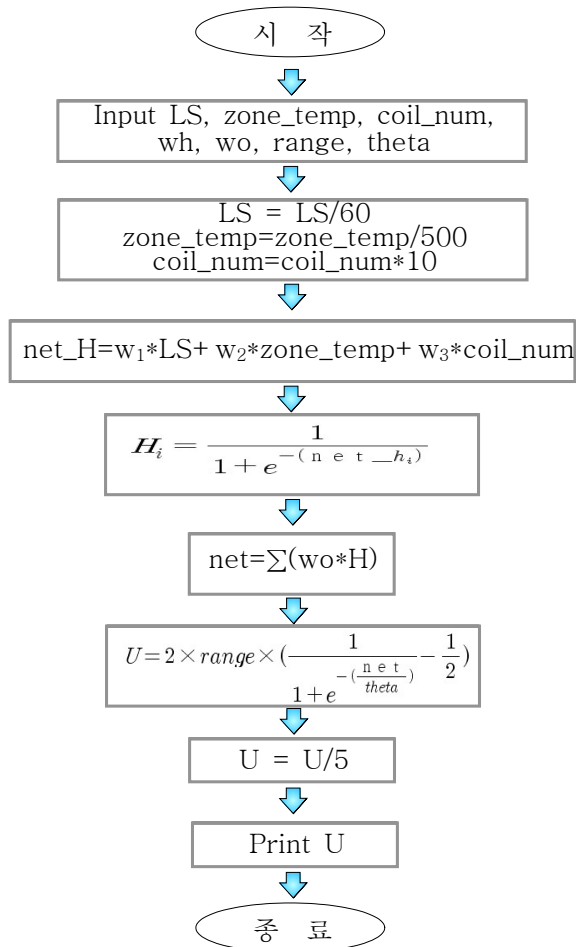 시 작
Input LS, zone_temp, coil_num,
wh, wo, range, theta
LS = LS/60
zone_temp=zone_temp/500
coil_num=coil_num*10
net_H=w₁*LS+ w₂*zone_temp+ w₃*coil_num
H_i = 1 / (1 + e^{-(net_h_i)})
net=∑(wo*H)
U = 2 × range × (1 / (1 + e^{-(net/theta)}) - 1/2)
U = U/5
Print U
종 료